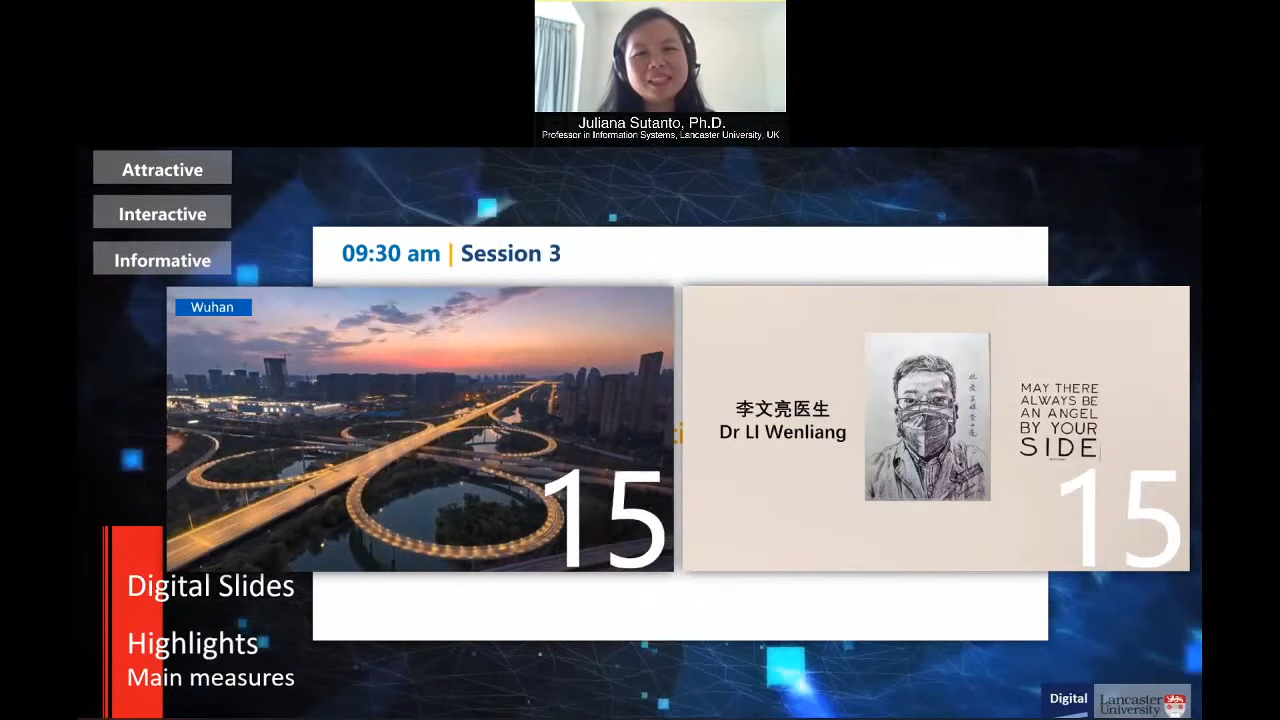 Juliana Sutanto, Ph.D.
Professor in Information Systems, Lancaster University, UK
Attractive
Interactive
Informative
09:30 am | Session 3
Wuhan
15
李文亮医生
Dr LI Wenliang
MAY THERE
ALWAYS BE
AN ANGEL
BY YOUR
SIDE
15
Digital Slides
Highlights
Main measures
Digital
Lancaster
University